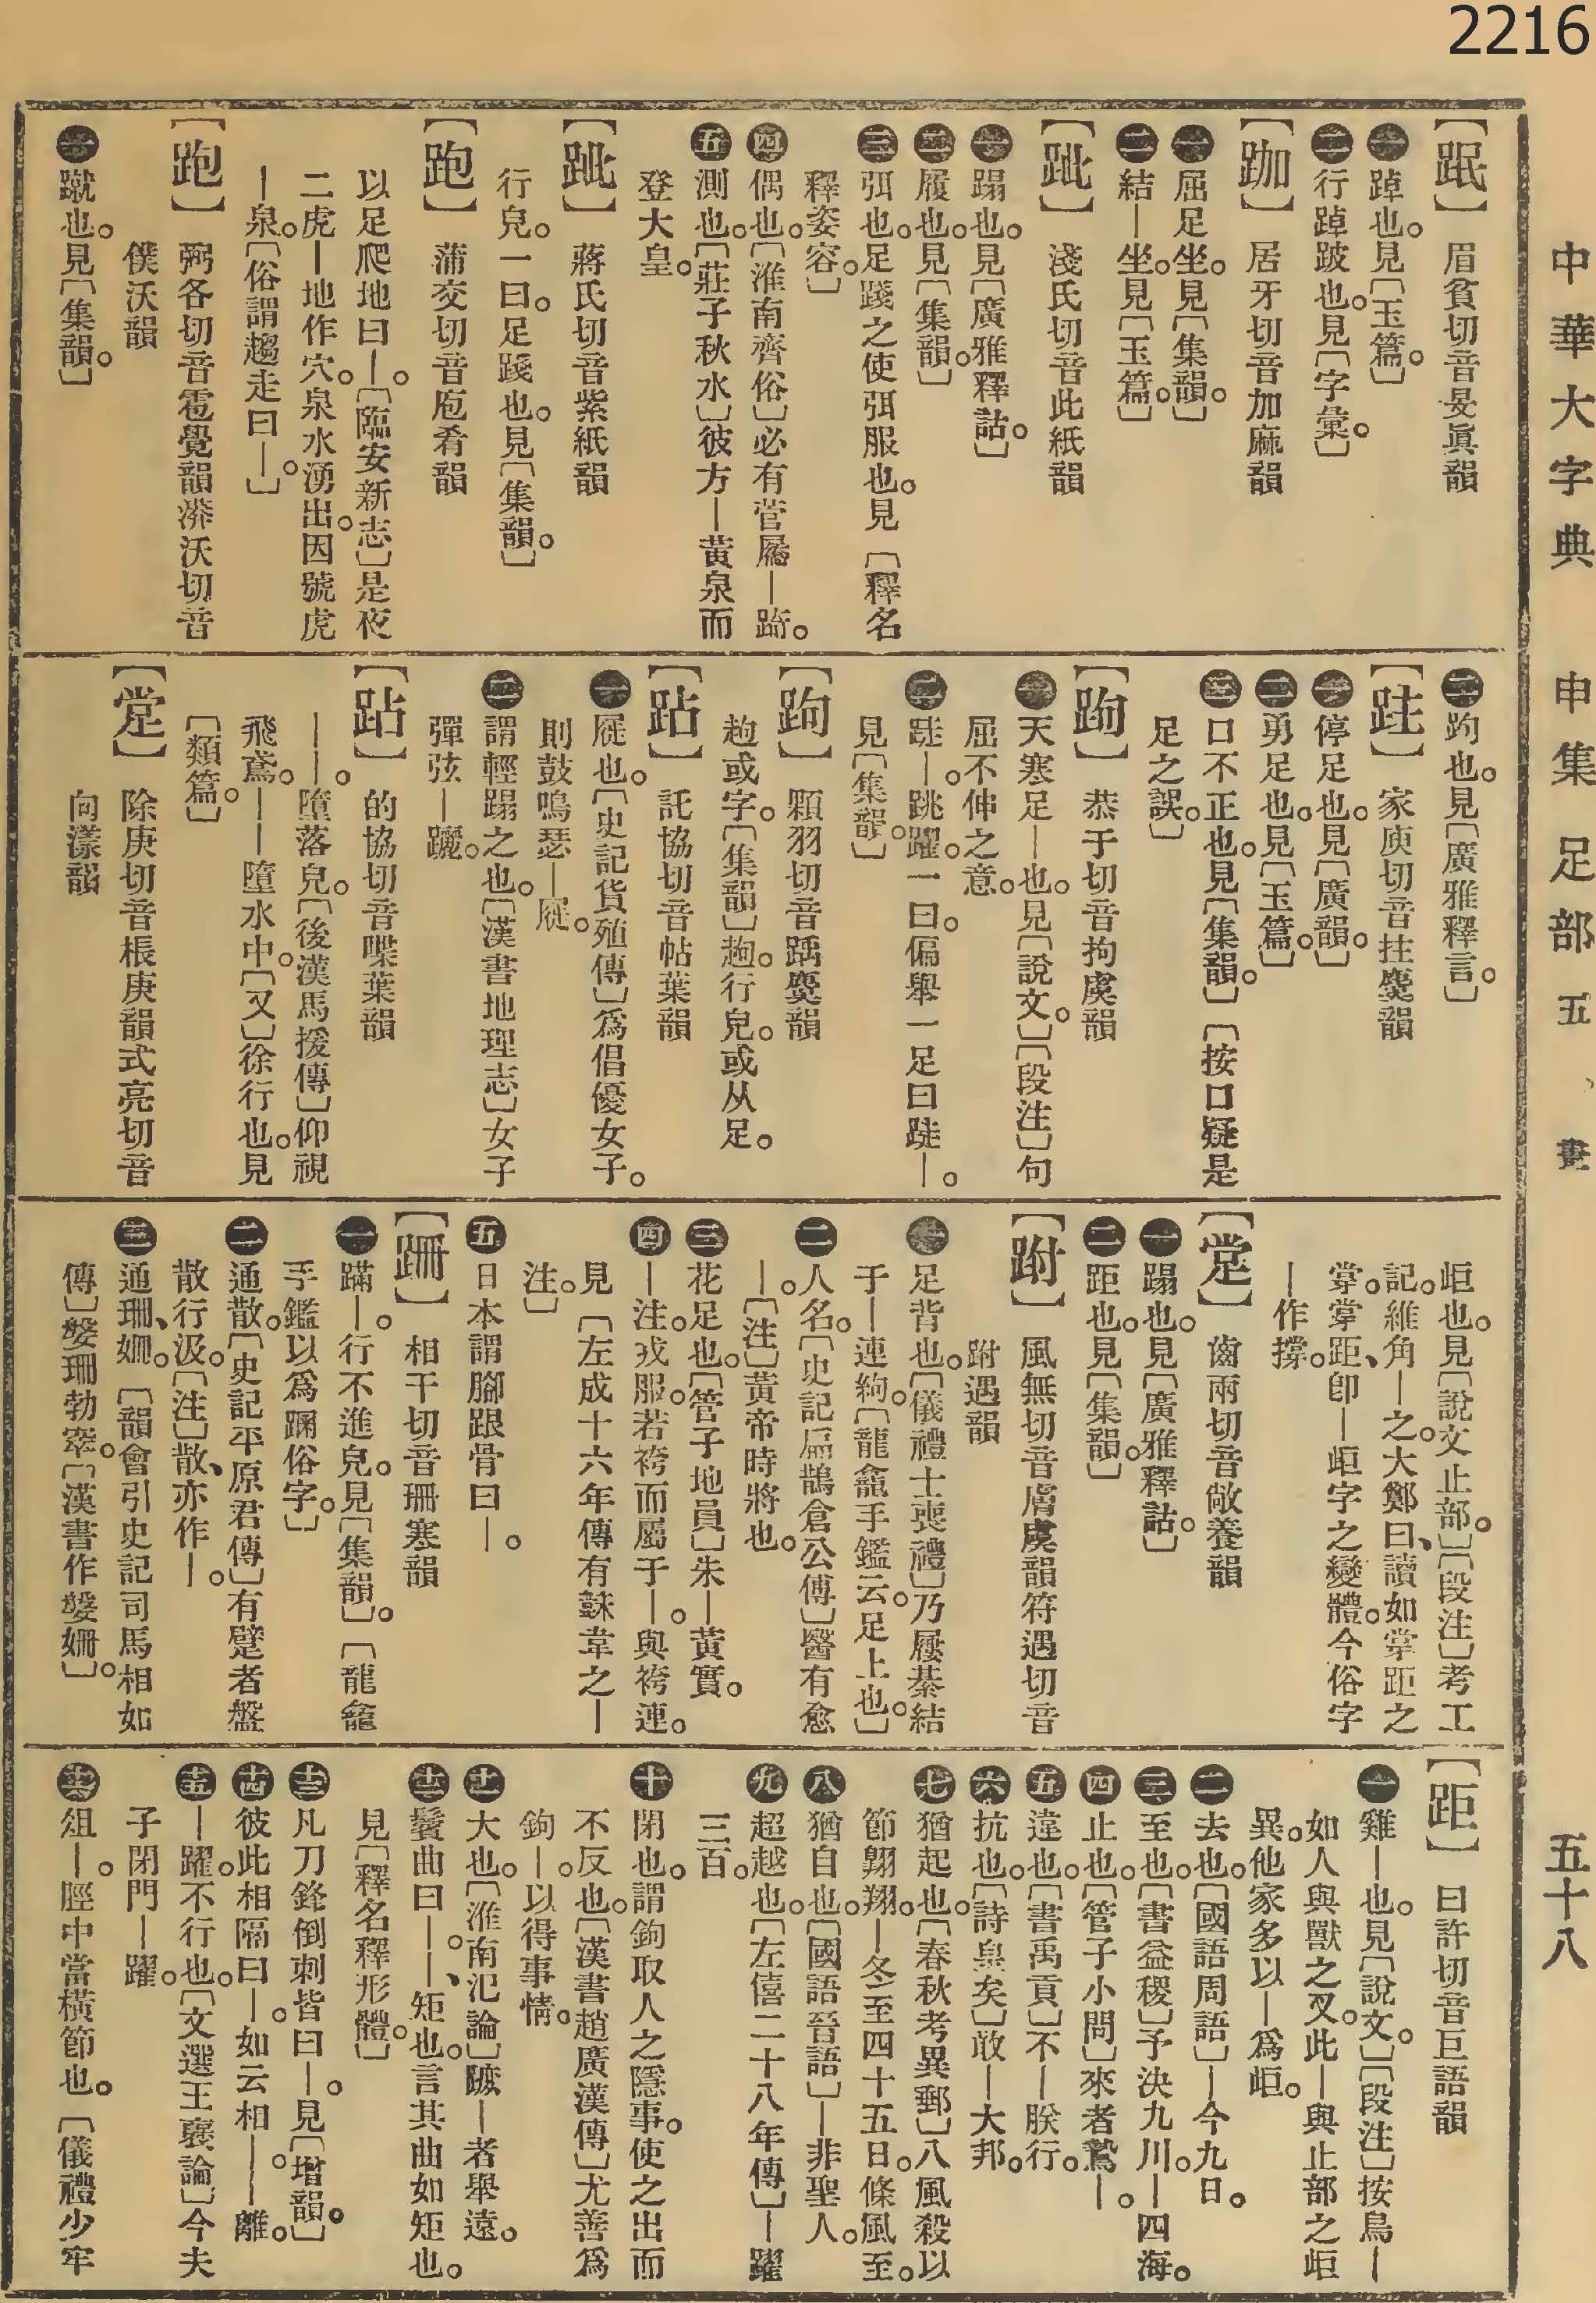 2216
中華大字典　申集　足部　五畫　五十八
【䟨】眉貧切音旻眞韻
㊀踔也。見〔玉篇。〕
㊁行踔跛也。見〔字彙。〕
【跏】居牙切音加麻韻
㊀屈足坐。見〔集韻。〕
㊁結—坐。見〔玉篇。〕
【跐】淺氏切音此紙韻
㊀蹋也。見〔廣雅釋詁。〕
㊁履也。見〔集韻。〕
㊂弭也。足踐之使弭服也。見〔釋名
釋姿容。〕
㊃偶也。〔淮南齊俗〕必有菅屩—踦。
㊄測也。〔莊子秋水〕彼方—黃泉而
登大皇。
【跐】蔣氏切音紫紙韻
行皃。一曰。足踐也。見〔集韻。〕
【跑】蒲交切音庖肴韻
以足爬地曰—。〔臨安新志〕是夜
二虎—地作穴。泉水湧出。因號虎
—泉。〔俗謂趨走曰—。〕
【跑】弼各切音雹覺韻滂沃切音
僕沃韻
㊀蹴也。見〔集韻。〕
㊁跔也。見〔廣雅釋言。〕
【跓】家庾切音拄麌韻
㊀停足也。見〔廣韻。〕
㊁勇足也。見〔玉篇。〕
㊂口不正也。見〔集韻。〕〔按口疑是
足之誤。〕
【跔】恭于切音拘虞韻
㊀天寒足—也。見〔說文。〕〔段注〕句
屈不伸之意。
㊁跿—。跳躍。一曰。偏舉一足曰跿—。
見〔集韻。〕
【跔】顆羽切音踽麌韻
䞤或字。〔集韻〕䞤。行皃。或从足。
【跕】託協切音帖葉韻
㊀屣也。〔史記貨殖傳〕爲倡優女子。
則鼓鳴瑟—屣。
㊁謂輕蹋之也。〔漢書地理志〕女子
彈弦—躧。
【跕】的協切音喋葉韻
——。墮落皃。〔後漢馬援傳〕仰視
飛鳶。——墮水中。〔又〕徐行也。見
〔類篇。〕
【㲂】除庚切音棖庚韻式亮切音
向漾韻
歫也。見〔說文止部。〕〔段注〕考工
記。維角—之。大鄭曰、讀如掌距之
掌。掌距、卽—歫字之變體。今俗字
—作撐。
【㲂】齒兩切音敞養韻
㊀蹋也。見〔廣雅釋詁。〕
㊁距也。見〔集韻。〕
【跗】風無切音膚虞韻符遇切音
附遇韻
㊀足背也。〔儀禮士喪禮〕乃屨綦結
于—連絇。〔龍龕手鑑云。足上也。〕
㊁人名。〔史記扁鵲倉公傳〕醫有愈
—。〔注〕黃帝時將也。
㊂花足也。〔管子地員〕朱—黃實。
㊃—注。戎服。若袴而屬于—。與袴連。
見〔左成十六年傳有韎韋之—
注。〕
㊄日本謂腳跟骨曰—。
【跚】相干切音珊寒韻
㊀蹣—。行不進皃。見〔集韻〕。〔龍龕
手鑑以爲𨇾俗字。〕
㊁通散。〔史記平原君傳〕有躄者盤
散行汲。〔注〕散、亦作—。
㊂通珊、姍。〔韻會引史記司馬相如
傳〕媻珊勃窣。〔漢書作媻姍。〕
【距】曰許切音巨語韻
㊀雞—也。見〔說文。〕〔段注〕按鳥—
如人與獸之叉。此—與止部之歫
異。他家多以—爲歫。
㊁去也。〔國語周語〕—今九日。
㊂至也。〔書益稷〕予決九川。—四海。
㊃止也。〔管子小問〕來者鷙—。
㊄違也。〔書禹貢〕不—朕行。
㊅抗也。〔詩皇矣〕敢—大邦。
㊆猶起也。〔春秋考異郵〕八風殺以
節翱翔。—冬至四十五日。條風至。
㊇猶自也。〔國語晉語〕—非聖人。
㊈超越也。〔左僖二十八年傳〕—躍
三百。
㊉閉也。謂鉤取人之隱事。使之出而
不反也。〔漢書趙廣漢傳〕尤善爲
鉤—。以得事情。
⓫大也。〔淮南氾論〕蹠—者舉遠。
⓬鬢曲曰——。—、矩也。言其曲如矩也。
見〔釋名釋形體。〕
⓭凡刀鋒倒刺皆曰—。見〔增韻。〕
⓮彼此相隔曰—。如云相—。—離。
⓯—躍。不行也。〔文選王襃論〕今夫
子閉門—躍。
⓰俎—。脛中當橫節也。〔儀禮少牢